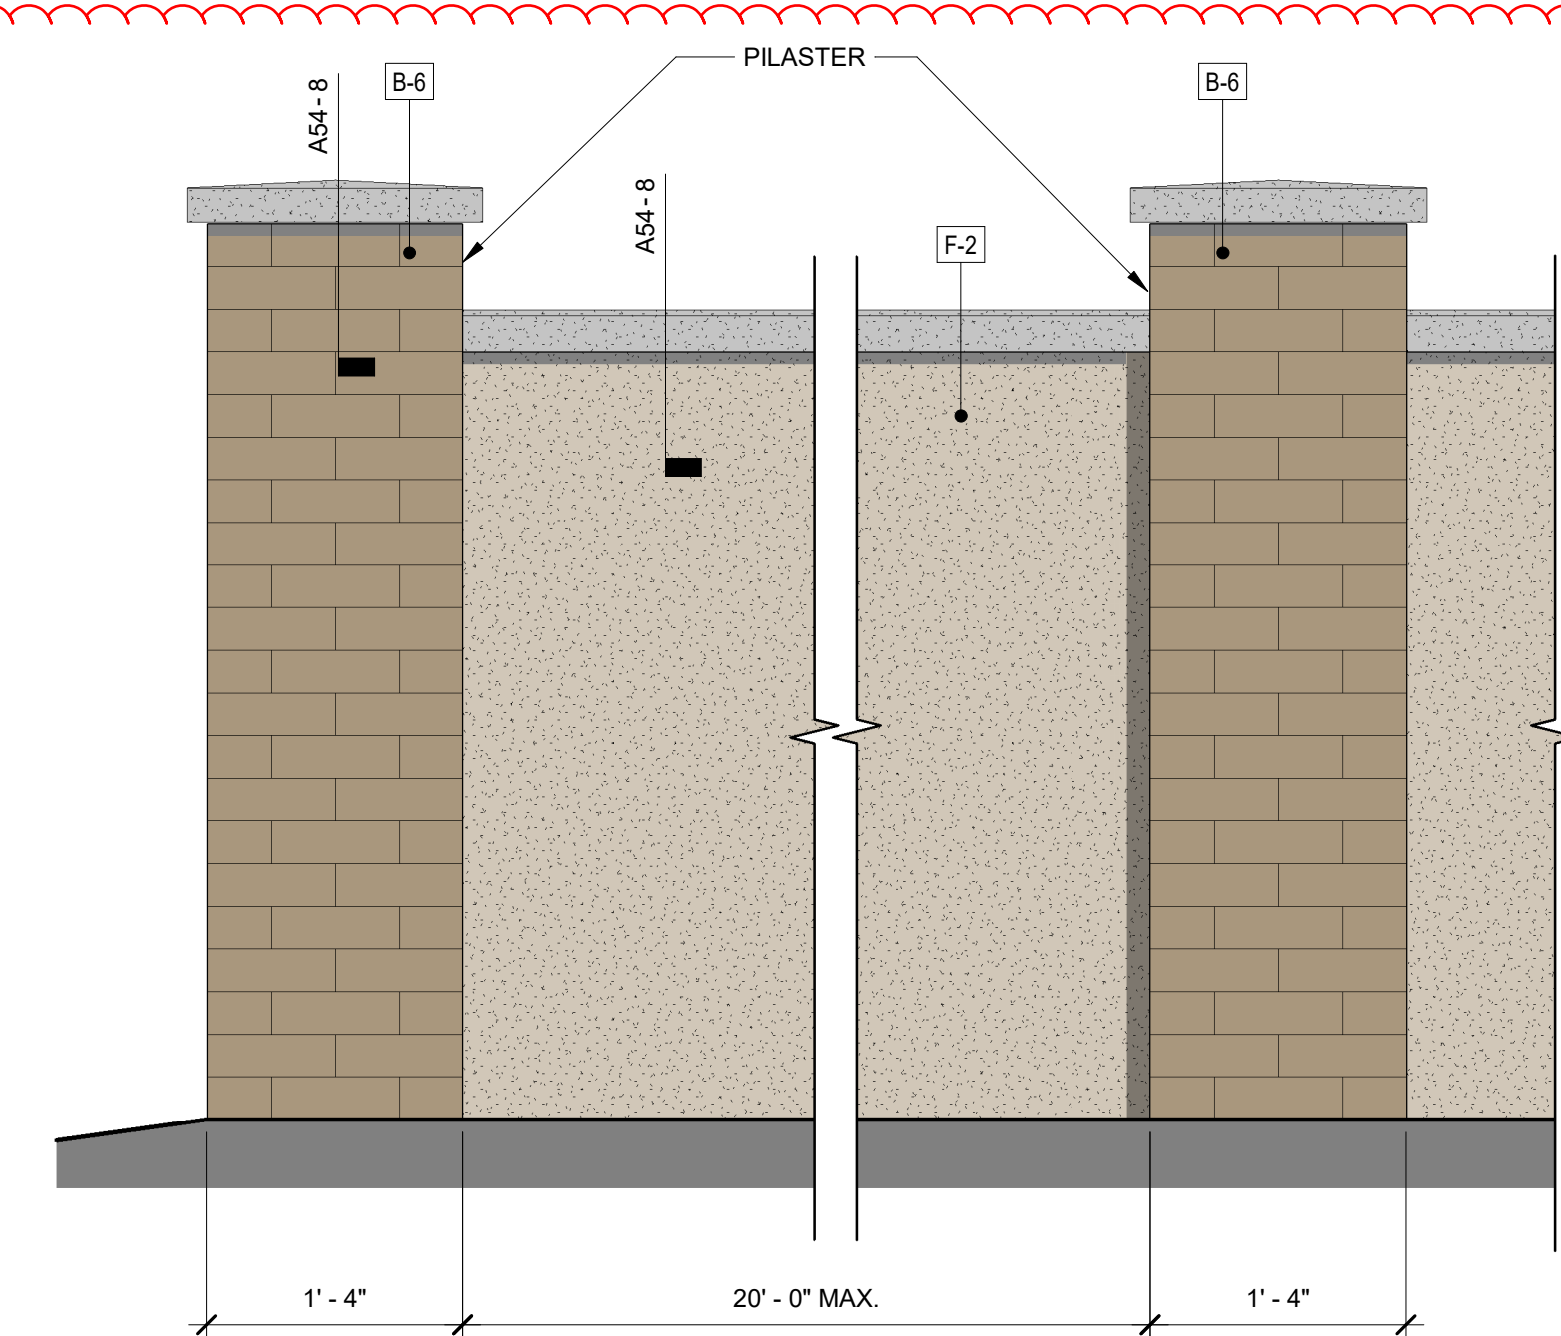 PILASTER
A54 - 8
B-6
B-6
A54 - 8
F-2
1' - 4"
20' - 0" MAX.
1' - 4"